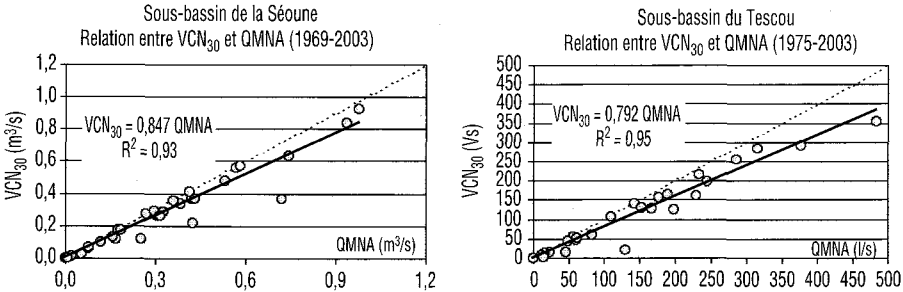 Sous-bassin de la Séoune
Relation entre VCN30 et QMNA (1969-2003)
VCN30 (m³/s)
1,2
1,0
0,8
0,6
0,4
0,2
0,0
VCN30 = 0,847 QMNA
R² = 0,93
QMNA (m³/s)
0,0 0,3 0,6 0,9 1,2
Sous-bassin du Tescou
Relation entre VCN30 et QMNA (1975-2003)
VCN30 (l/s)
500
450
400
350
300
250
200
150
100
50
0
VCN30 = 0,792 QMNA
R² = 0,95
QMNA (l/s)
0 50 100 150 200 250 300 350 400 450 500